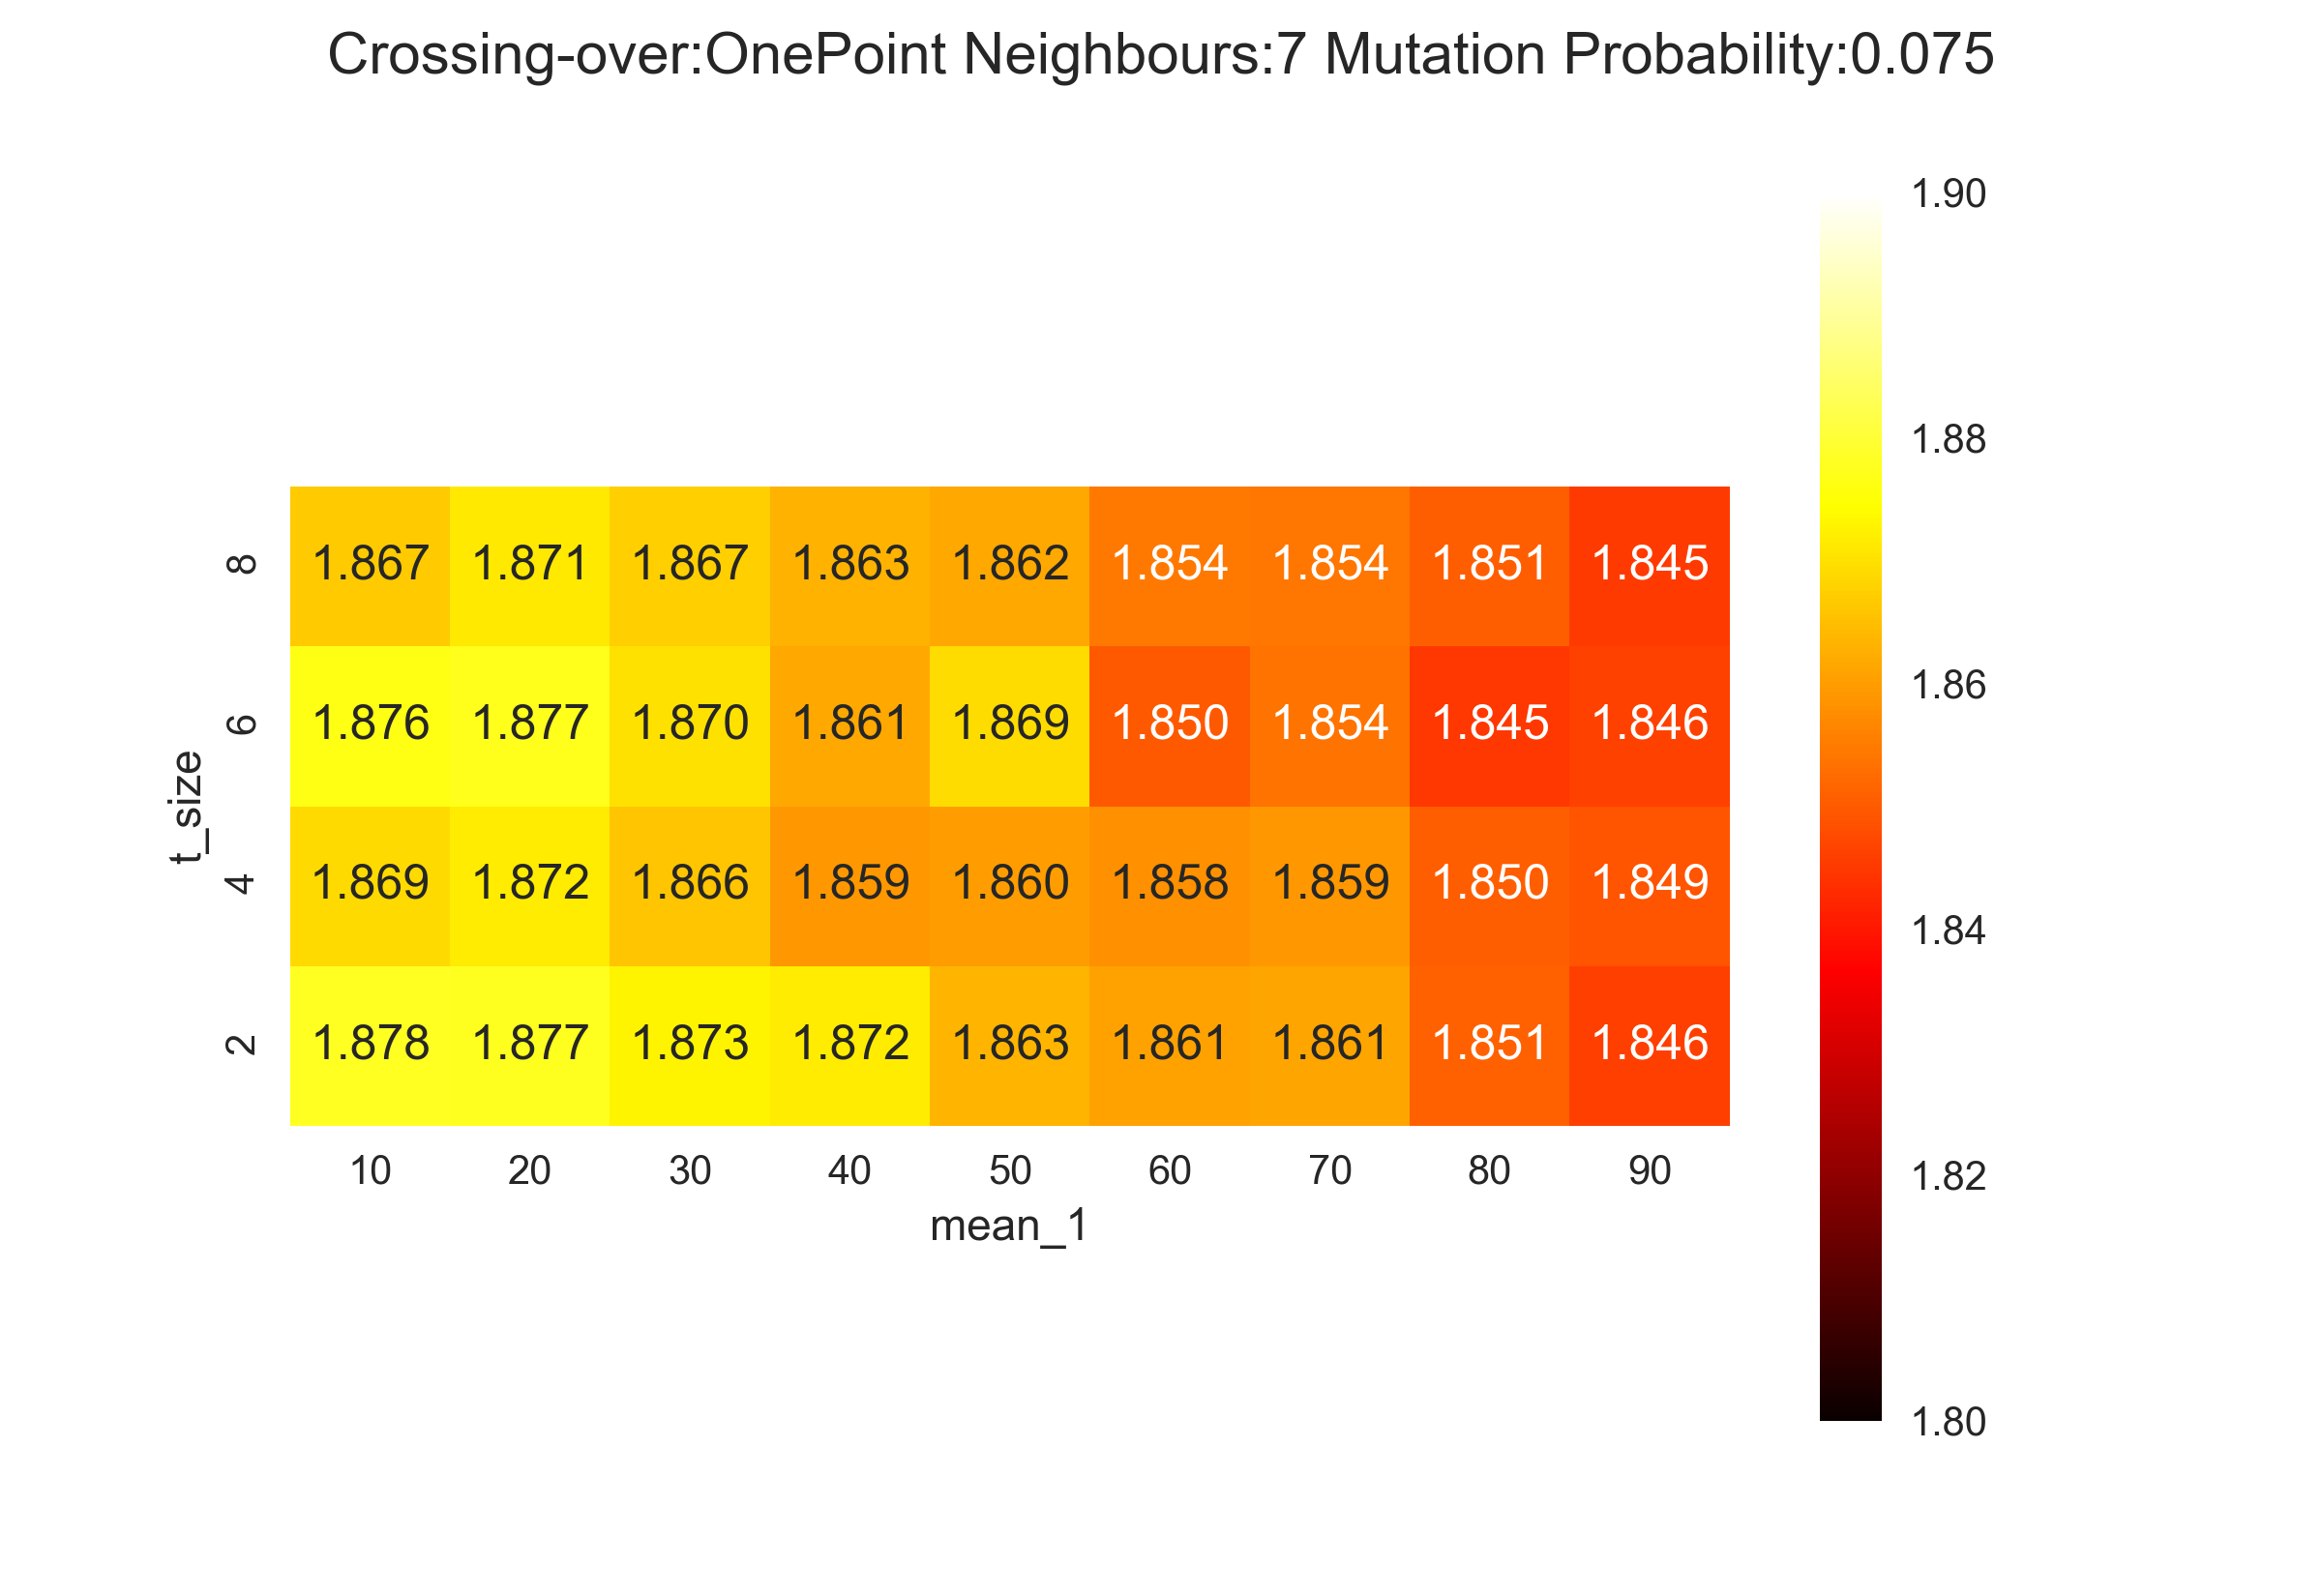 Crossing-over:OnePoint Neighbours:7 Mutation Probability:0.075
t_size
8 1.867 1.871 1.867 1.863 1.862 1.854 1.854 1.851 1.845
6 1.876 1.877 1.870 1.861 1.869 1.850 1.854 1.845 1.846
4 1.869 1.872 1.866 1.859 1.860 1.858 1.859 1.850 1.849
2 1.878 1.877 1.873 1.872 1.863 1.861 1.861 1.851 1.846
10 20 30 40 50 60 70 80 90
mean_1
1.90
1.88
1.86
1.84
1.82
1.80